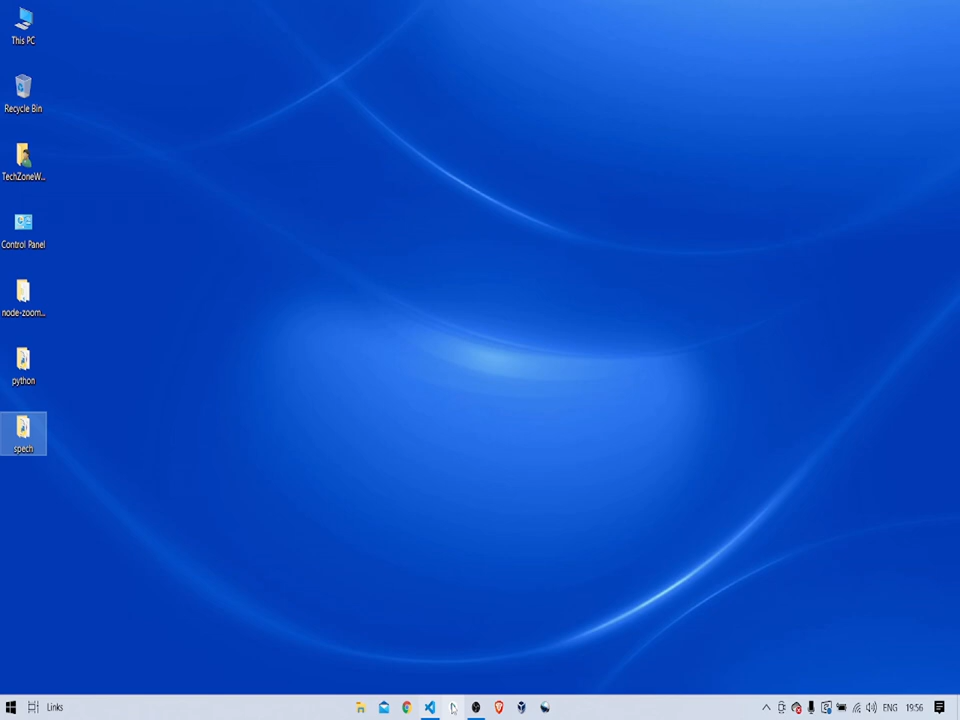 This PC
Recycle Bin
TechZoneW...
Control Panel
node-zoom...
python
spech
Links
ENG
19:56